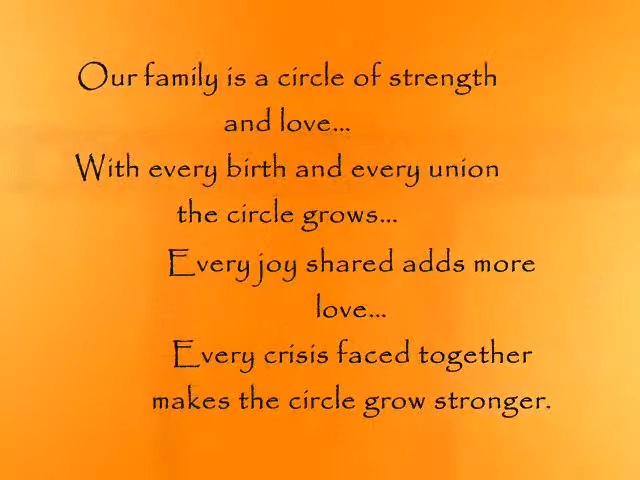 Our family is a circle of strength
and love...
With every birth and every union
the circle grows...
Every joy shared adds more
love...
Every crisis faced together
makes the circle grow stronger.